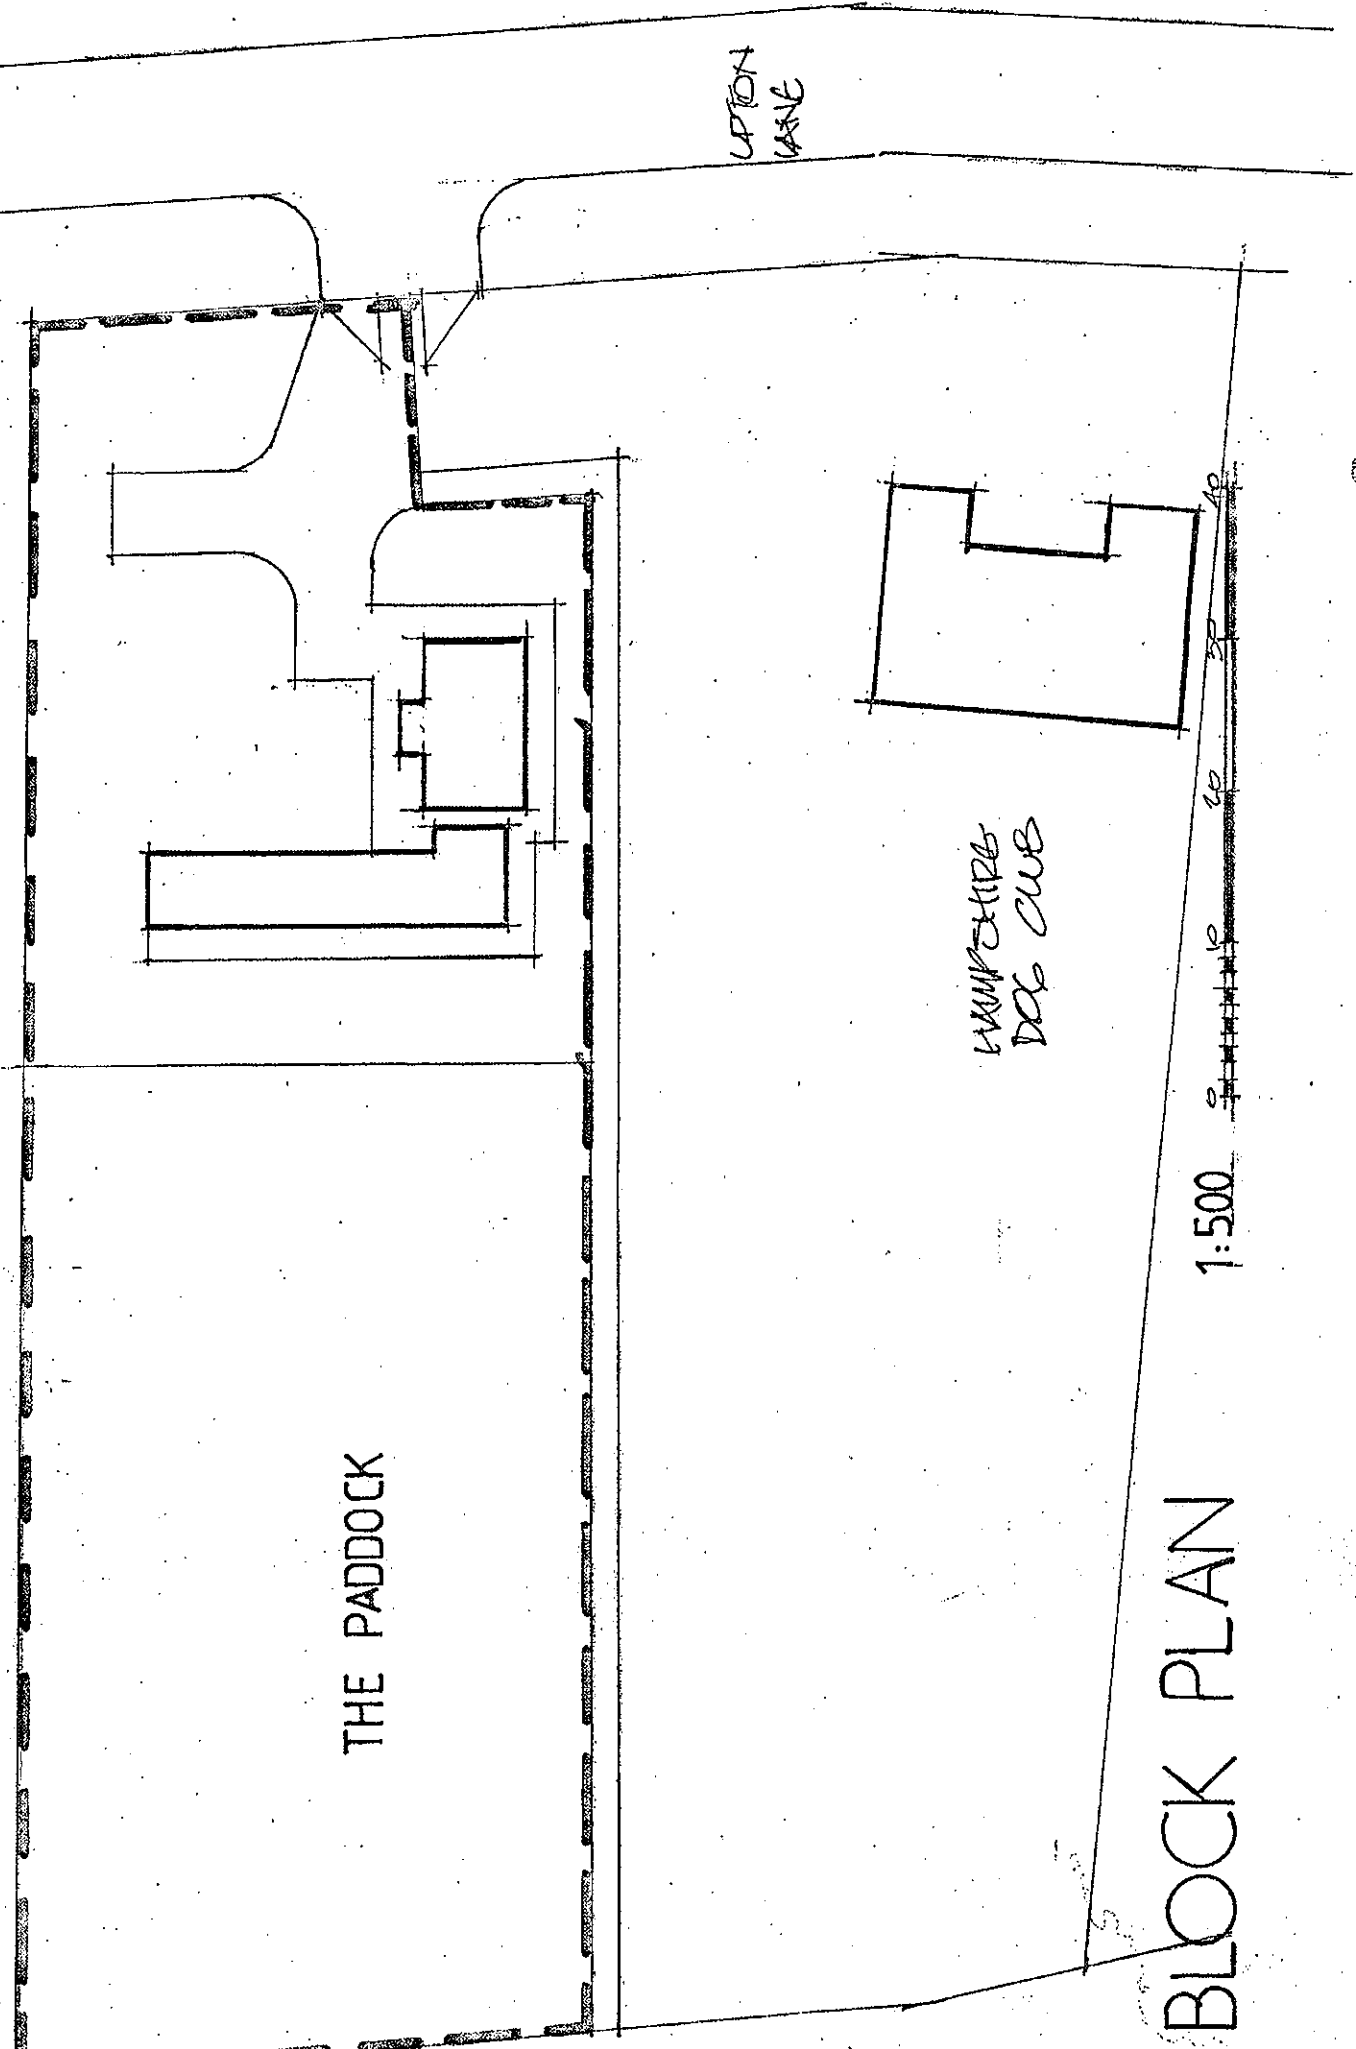 UPTON
LANE
HAMPSHIRE
DOG CLUB
THE PADDOCK
BLOCK PLAN
1:500
0 10 20 30 40